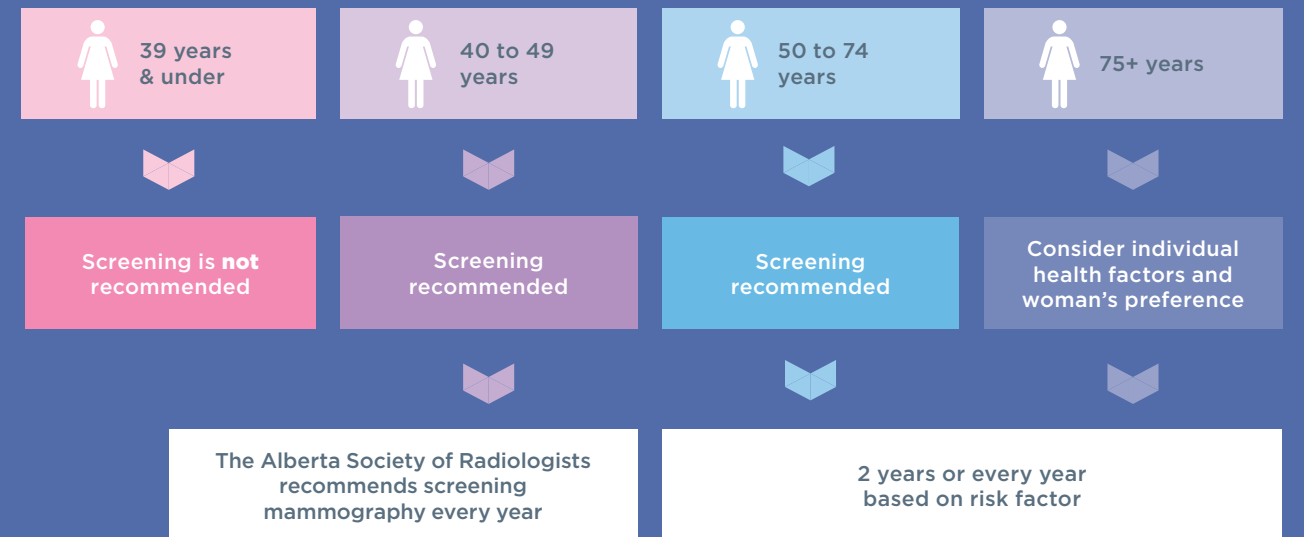 39 years
& under
40 to 49
years
50 to 74
years
75+ years
Screening is not
recommended
Screening
recommended
Screening
recommended
Consider individual
health factors and
woman's preference
The Alberta Society of Radiologists
recommends screening
mammography every year
2 years or every year
based on risk factor